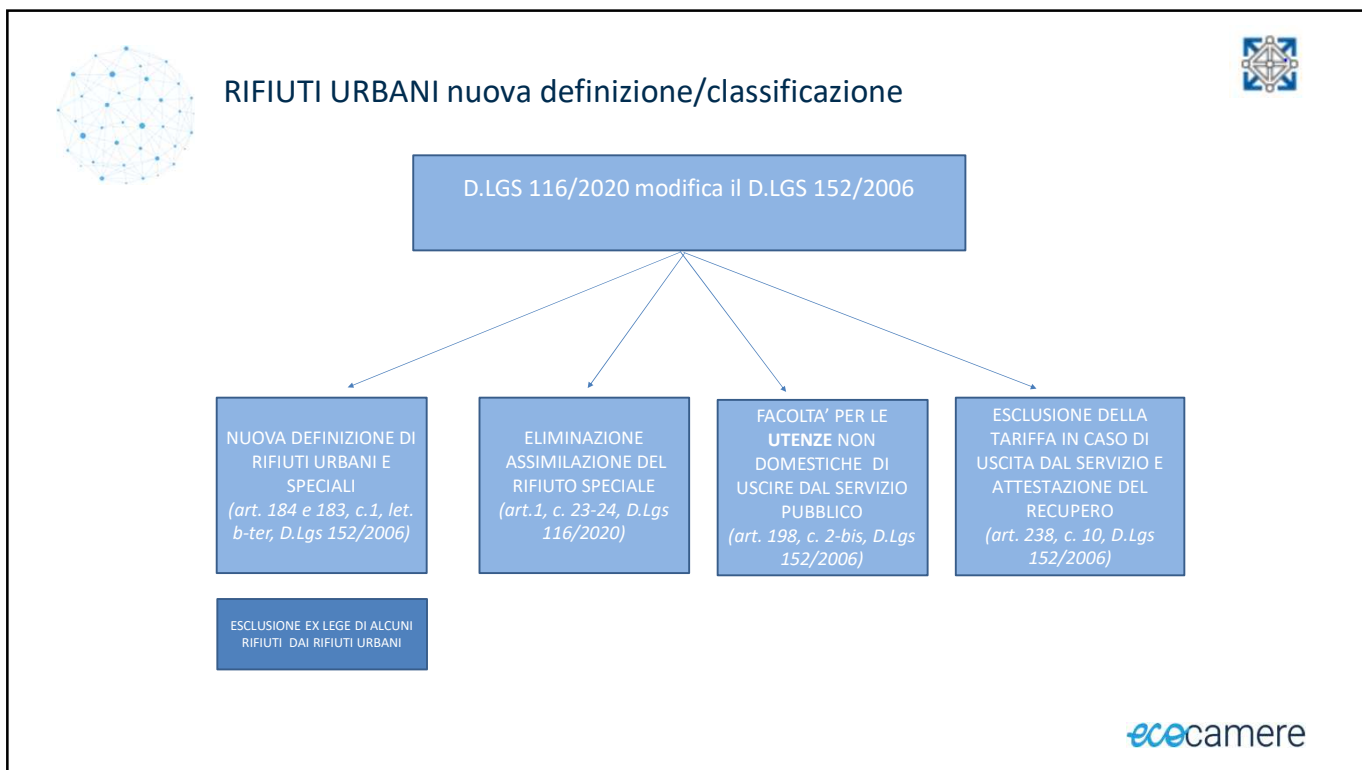 RIFIUTI URBANI nuova definizione/classificazione
D.LGS 116/2020 modifica il D.LGS 152/2006
NUOVA DEFINIZIONE DI
RIFIUTI URBANI E
SPECIALI
(art. 184 e 183, c.1, let.
b-ter, D.Lgs 152/2006)
ELIMINAZIONE
ASSIMILAZIONE DEL
RIFIUTO SPECIALE
(art.1, c. 23-24, D.Lgs
116/2020)
FACOLTA’ PER LE
UTENZE NON
DOMESTICHE DI
USCIRE DAL SERVIZIO
PUBBLICO
(art. 198, c. 2-bis, D.Lgs
152/2006)
ESCLUSIONE DELLA
TARIFFA IN CASO DI
USCITA DAL SERVIZIO E
ATTESTAZIONE DEL
RECUPERO
(art. 238, c. 10, D.Lgs
152/2006)
ESCLUSIONE EX LEGE DI ALCUNI
RIFIUTI DAI RIFIUTI URBANI
ecocamere